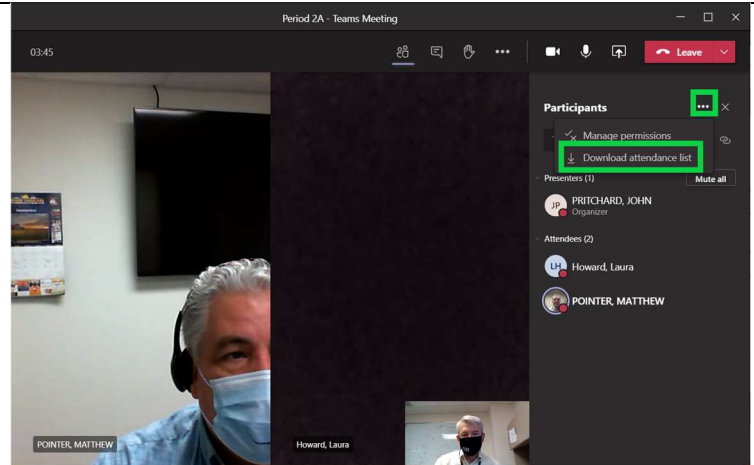 Period 2A - Teams Meeting
03:45
Leave
Participants
Manage permissions
Download attendance list
Presenters (1)
Mute all
JP
PRITCHARD, JOHN
Organizer
Attendees (2)
LH
Howard, Laura
POINTER, MATTHEW
POINTER, MATTHEW
Howard, Laura